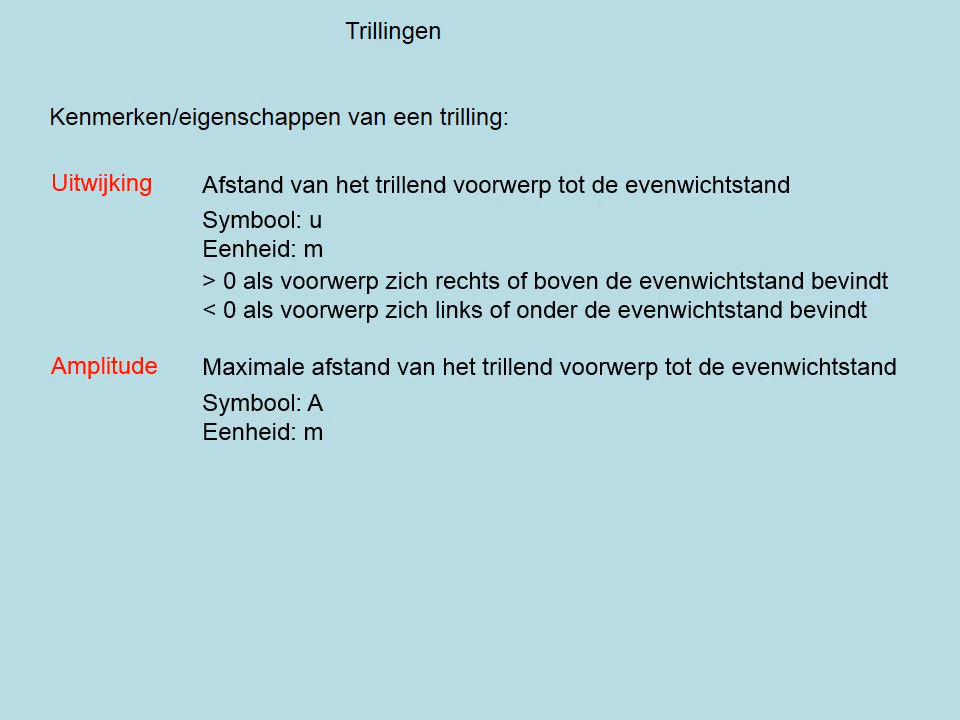 Trillingen
Kenmerken/eigenschappen van een trilling:
Uitwijking Afstand van het trillend voorwerp tot de evenwichtstand
Symbool: u
Eenheid: m
> 0 als voorwerp zich rechts of boven de evenwichtstand bevindt
< 0 als voorwerp zich links of onder de evenwichtstand bevindt
Amplitude Maximale afstand van het trillend voorwerp tot de evenwichtstand
Symbool: A
Eenheid: m